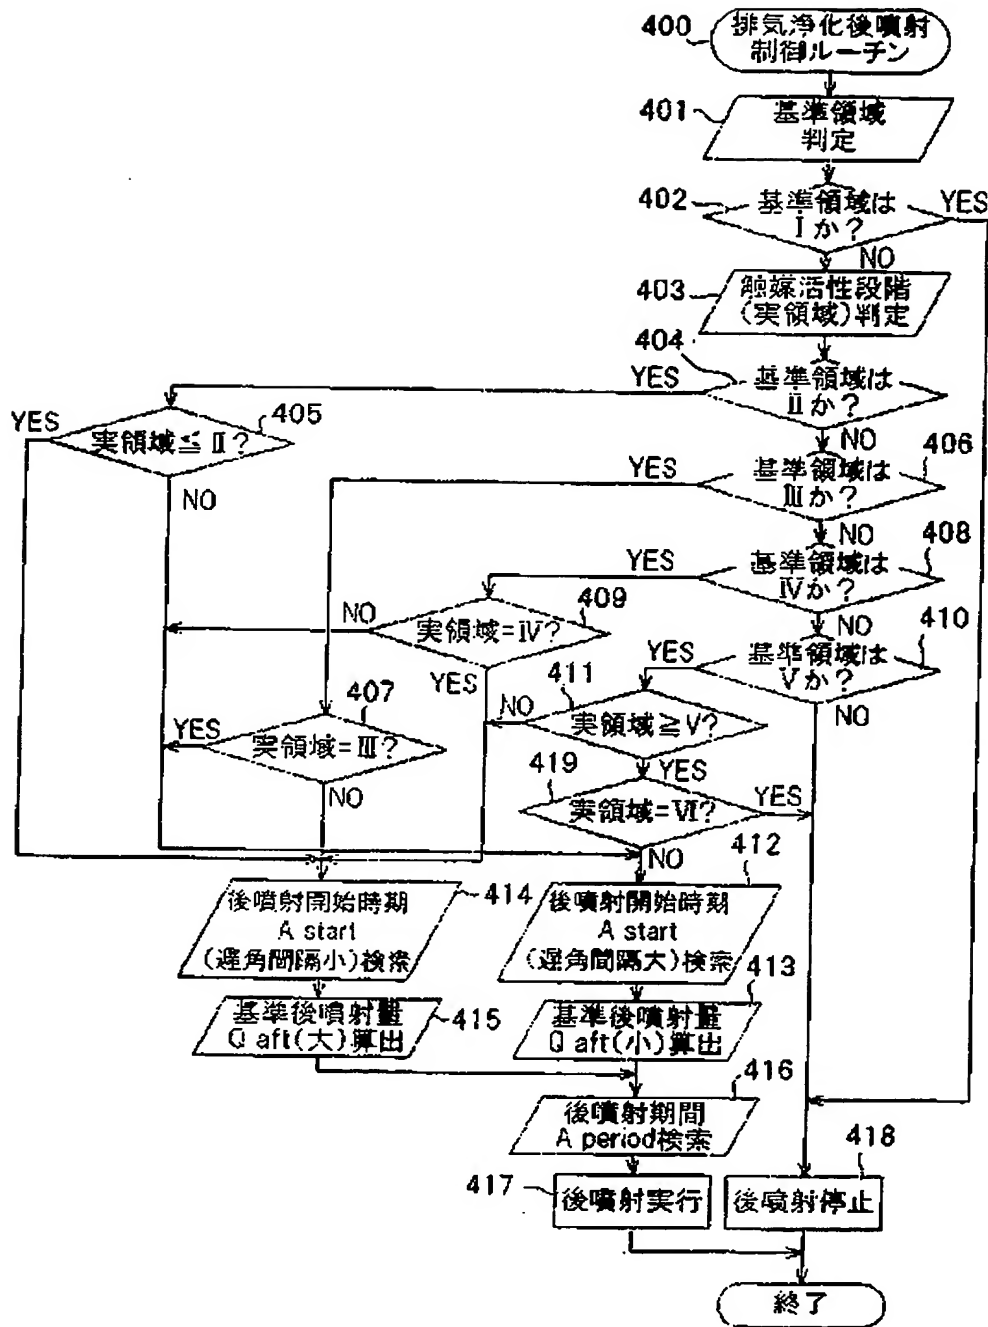 400
排気浄化後噴射
制御ルーチン
401
基準領域
判定
402
基準領域は
Ⅰか?
YES
NO
403
触媒活性段階
(実領域)判定
404
YES
基準領域は
Ⅱか?
NO
YES
405
実領域≦Ⅱ?
NO
YES
基準領域は
Ⅲか?
406
NO
YES
基準領域は
Ⅳか?
408
NO
NO
409
実領域=Ⅳ?
YES
YES
基準領域は
Ⅴか?
410
NO
411
NO
実領域≧Ⅴ?
YES
407
YES
実領域=Ⅲ?
NO
419
実領域=Ⅵ?
YES
NO
414
後噴射開始時期
A start
(遅角間隔小)検索
412
後噴射開始時期
A start
(遅角間隔大)検索
415
基準後噴射量
Q aft(大)算出
413
基準後噴射量
Q aft(小)算出
416
後噴射期間
A period検索
417
後噴射実行
418
後噴射停止
終了